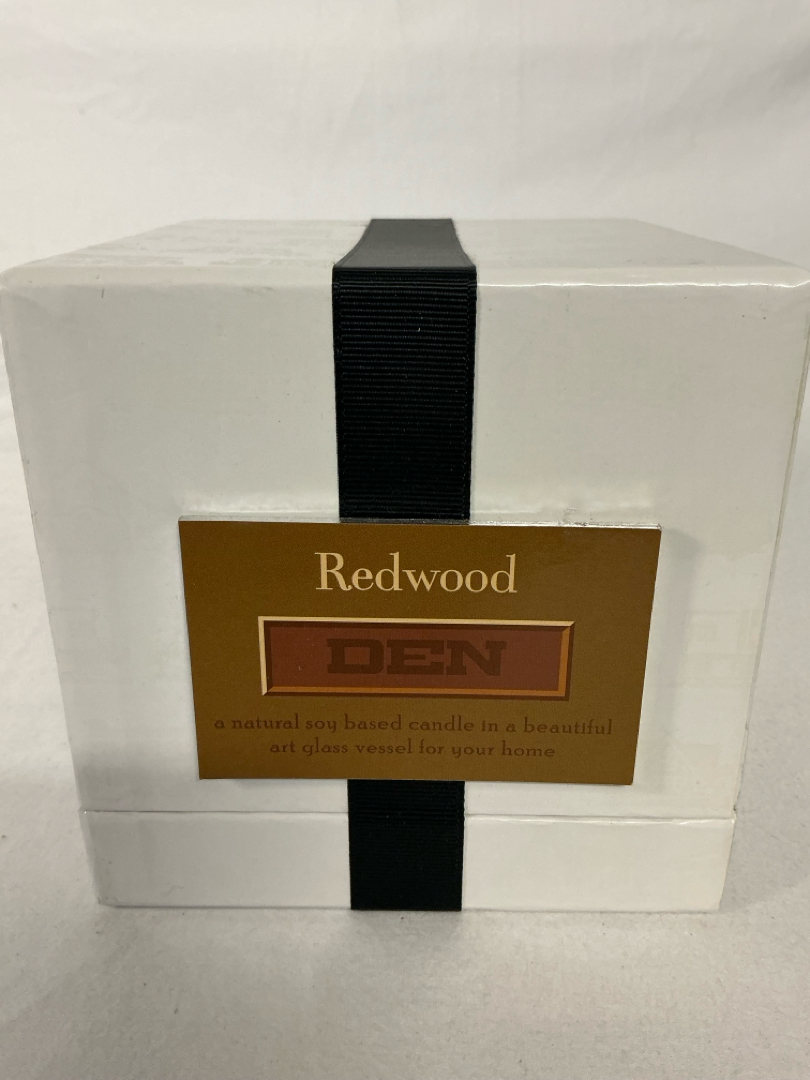 Redwood
DEN
a natural soy based candle in a beautiful
art glass vessel for your home